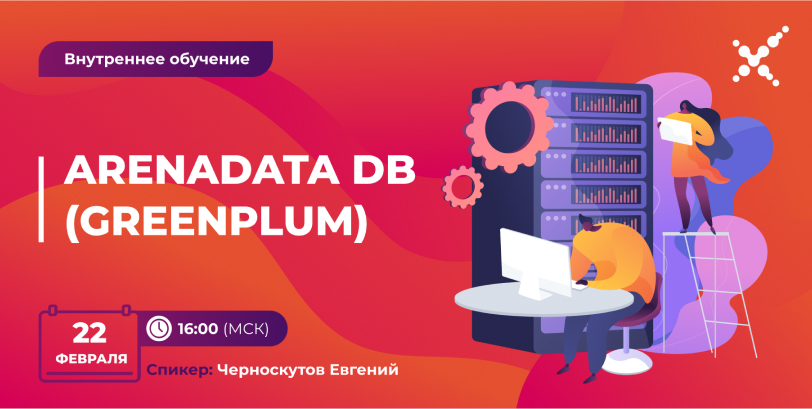 Внутреннее обучение
ARENADATA DB
(GREENPLUM)
22
ФЕВРАЛЯ
16:00 (МСК)
Спикер: Черноскутов Евгений